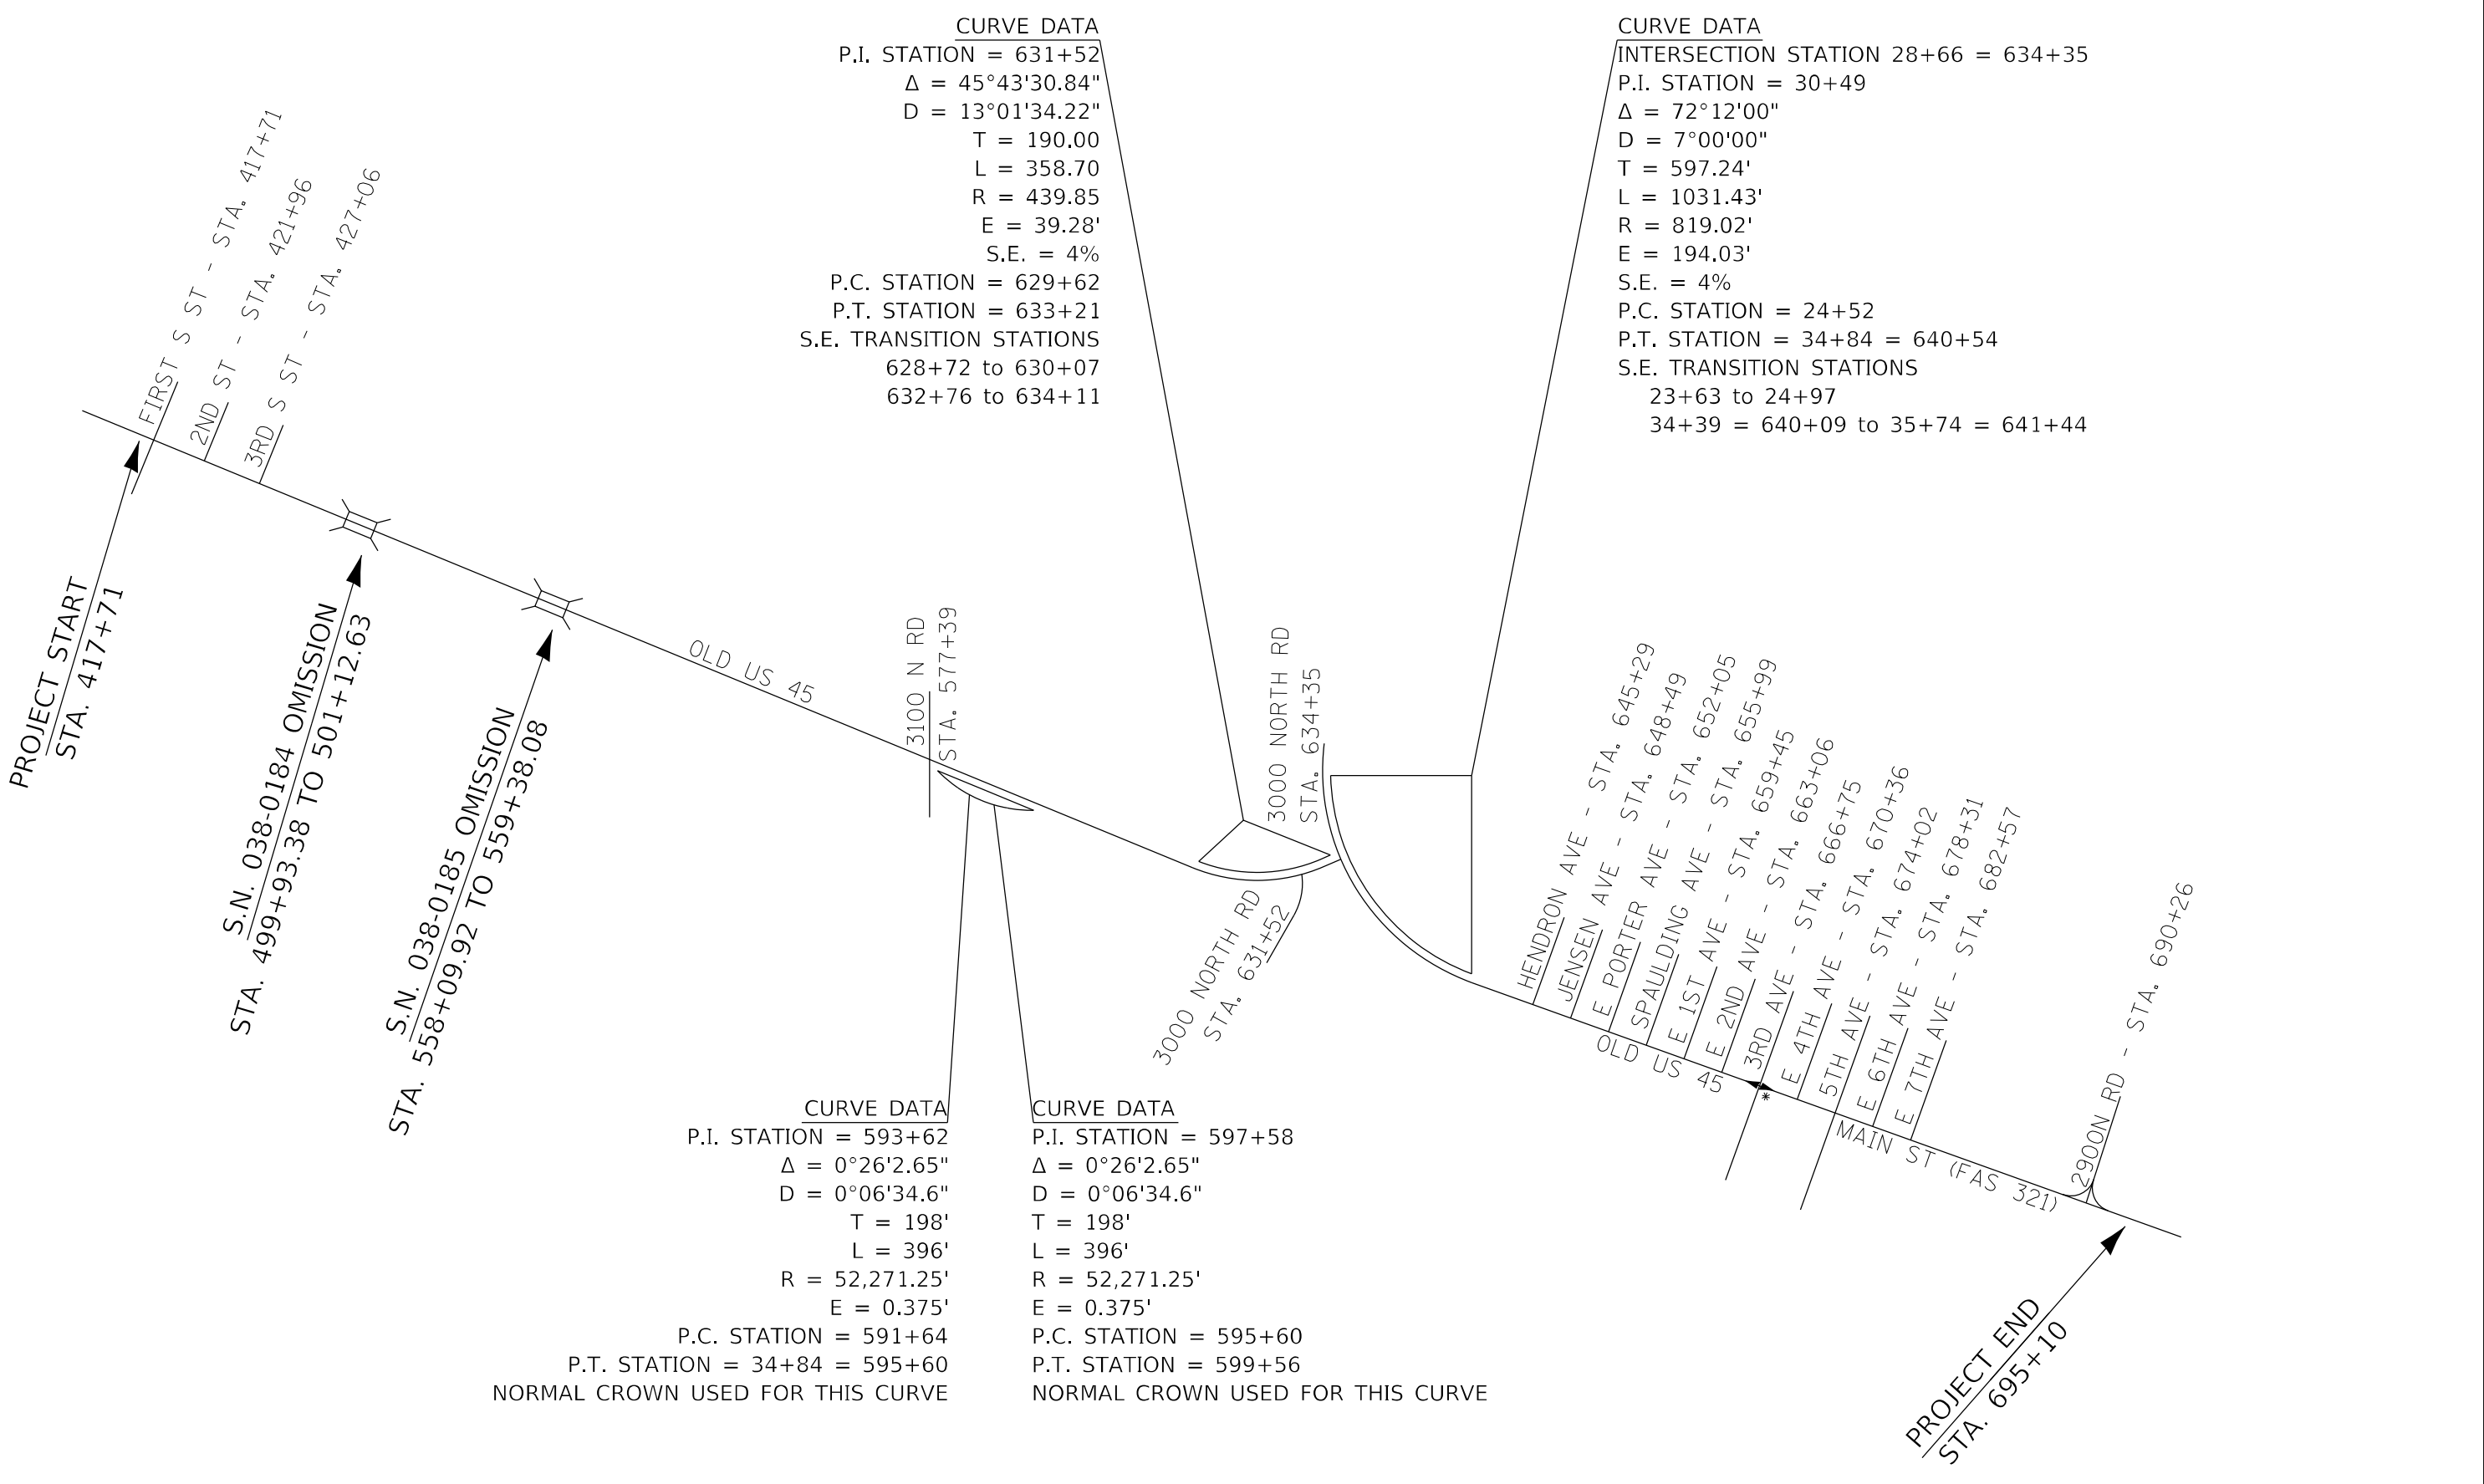 CURVE DATA
P.I. STATION = 631+52
Δ = 45°43'30.84"
D = 13°01'34.22"
T = 190.00
L = 358.70
R = 439.85
E = 39.28'
S.E. = 4%
P.C. STATION = 629+62
P.T. STATION = 633+21
S.E. TRANSITION STATIONS
628+72 to 630+07
632+76 to 634+11
CURVE DATA
INTERSECTION STATION 28+66 = 634+35
P.I. STATION = 30+49
Δ = 72°12'00"
D = 7°00'00"
T = 597.24'
L = 1031.43'
R = 819.02'
E = 194.03'
S.E. = 4%
P.C. STATION = 24+52
P.T. STATION = 34+84 = 640+54
S.E. TRANSITION STATIONS
23+63 to 24+97
34+39 = 640+09 to 35+74 = 641+44
FIRST S ST - STA. 417+71
2ND ST - STA. 421+96
3RD S ST - STA. 427+06
PROJECT START
STA. 417+71
S.N. 038-0184 OMISSION
STA. 499+93.38 TO 501+12.63
S.N. 038-0185 OMISSION
STA. 558+09.92 TO 559+38.08
OLD US 45
3100 N RD
STA. 577+39
3000 NORTH RD
STA. 634+35
3000 NORTH RD
STA. 631+52
HENDRON AVE - STA. 645+29
JENSEN AVE - STA. 648+49
E PORTER AVE - STA. 652+05
SPAULDING AVE - STA. 655+99
E 1ST AVE - STA. 659+45
E 2ND AVE - STA. 663+06
3RD AVE - STA. 666+75
E 4TH AVE - STA. 670+36
5TH AVE - STA. 674+02
E 6TH AVE - STA. 678+31
E 7TH AVE - STA. 682+57
2900N RD - STA. 690+26
OLD US 45
*
MAIN ST (FAS 321)
CURVE DATA
P.I. STATION = 593+62
Δ = 0°26'2.65"
D = 0°06'34.6"
T = 198'
L = 396'
R = 52,271.25'
E = 0.375'
P.C. STATION = 591+64
P.T. STATION = 34+84 = 595+60
NORMAL CROWN USED FOR THIS CURVE
CURVE DATA
P.I. STATION = 597+58
Δ = 0°26'2.65"
D = 0°06'34.6"
T = 198'
L = 396'
R = 52,271.25'
E = 0.375'
P.C. STATION = 595+60
P.T. STATION = 599+56
NORMAL CROWN USED FOR THIS CURVE
PROJECT END
STA. 695+10